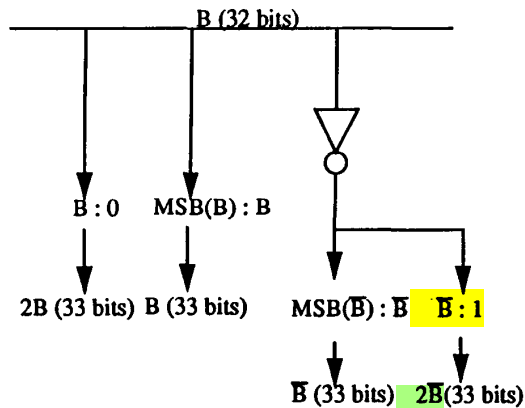 B (32 bits)
B : 0 MSB(B) : B
2B (33 bits) B (33 bits) MSB(B̅) : B̅ B̅ : 1
B̅ (33 bits) 2B̅ (33 bits)